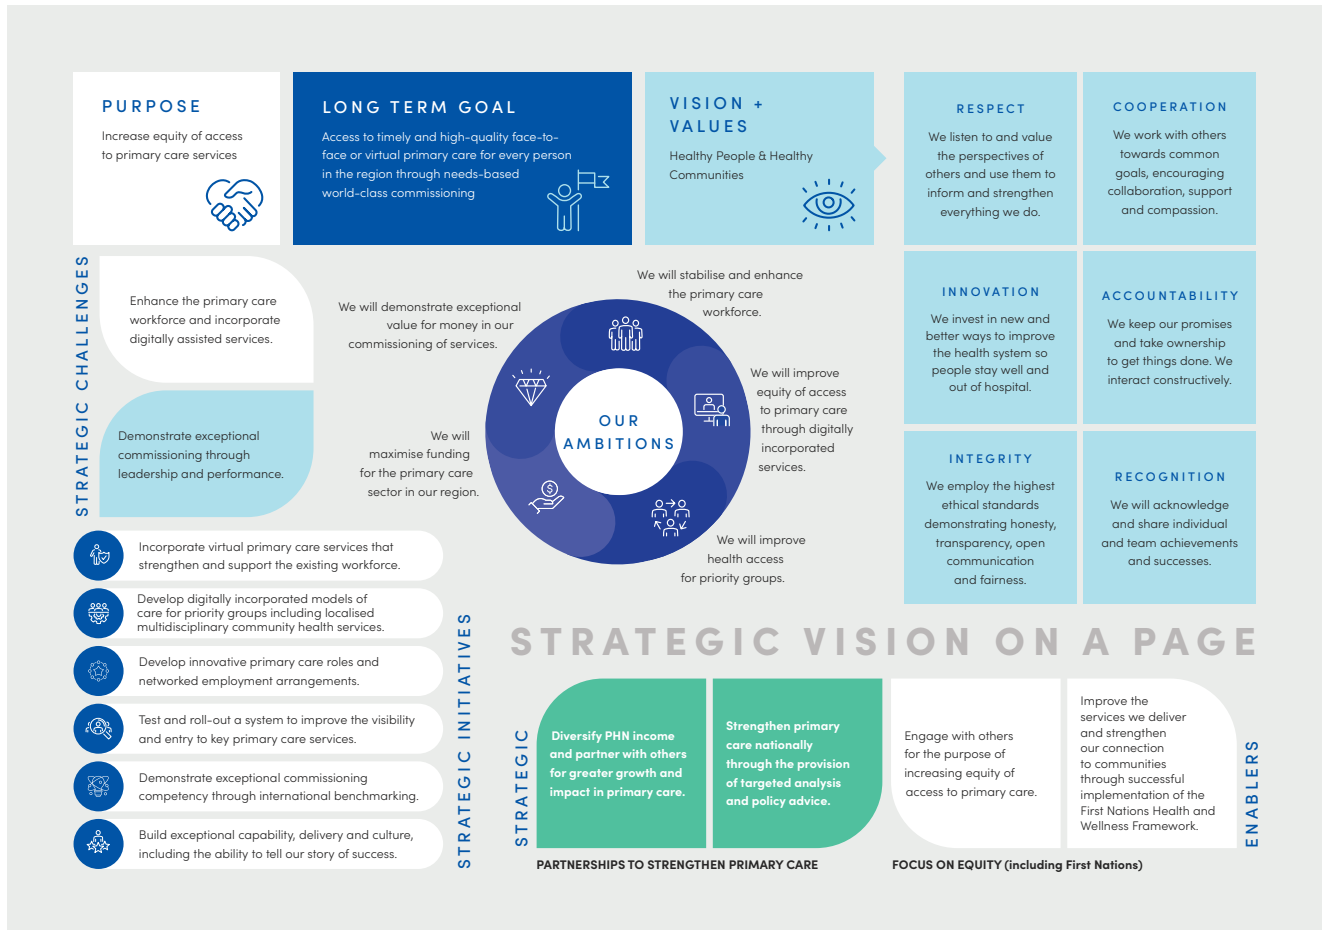 PURPOSE
Increase equity of access
to primary care services
LONG TERM GOAL
Access to timely and high-quality face-to-
face or virtual primary care for every person
in the region through needs-based
world-class commissioning
VISION +
VALUES
Healthy People & Healthy
Communities
RESPECT
We listen to and value
the perspectives of
others and use them to
inform and strengthen
everything we do.
COOPERATION
We work with others
towards common
goals, encouraging
collaboration, support
and compassion.
INNOVATION
We invest in new and
better ways to improve
the health system so
people stay well and
out of hospital.
ACCOUNTABILITY
We keep our promises
and take ownership
to get things done. We
interact constructively.
INTEGRITY
We employ the highest
ethical standards
demonstrating honesty,
transparency, open
communication
and fairness.
RECOGNITION
We will acknowledge
and share individual
and team achievements
and successes.
STRATEGIC CHALLENGES
Enhance the primary care
workforce and incorporate
digitally assisted services.
Demonstrate exceptional
commissioning through
leadership and performance.
We will demonstrate exceptional
value for money in our
commissioning of services.
We will stabilise and enhance
the primary care
workforce.
We will improve
equity of access
to primary care
through digitally
incorporated
services.
We will
maximise funding
for the primary care
sector in our region.
We will improve
health access
for priority groups.
OUR
AMBITIONS
$
Incorporate virtual primary care services that
strengthen and support the existing workforce.
Develop digitally incorporated models of
care for priority groups including localised
multidisciplinary community health services.
Develop innovative primary care roles and
networked employment arrangements.
Test and roll-out a system to improve the visibility
and entry to key primary care services.
Demonstrate exceptional commissioning
competency through international benchmarking.
Build exceptional capability, delivery and culture,
including the ability to tell our story of success.
STRATEGIC INITIATIVES
STRATEGIC VISION ON A PAGE
STRATEGIC
Diversify PHN income
and partner with others
for greater growth and
impact in primary care.
Strengthen primary
care nationally
through the provision
of targeted analysis
and policy advice.
Engage with others
for the purpose of
increasing equity of
access to primary care.
Improve the
services we deliver
and strengthen
our connection
to communities
through successful
implementation of the
First Nations Health and
Wellness Framework.
ENABLERS
PARTNERSHIPS TO STRENGTHEN PRIMARY CARE
FOCUS ON EQUITY (including First Nations)